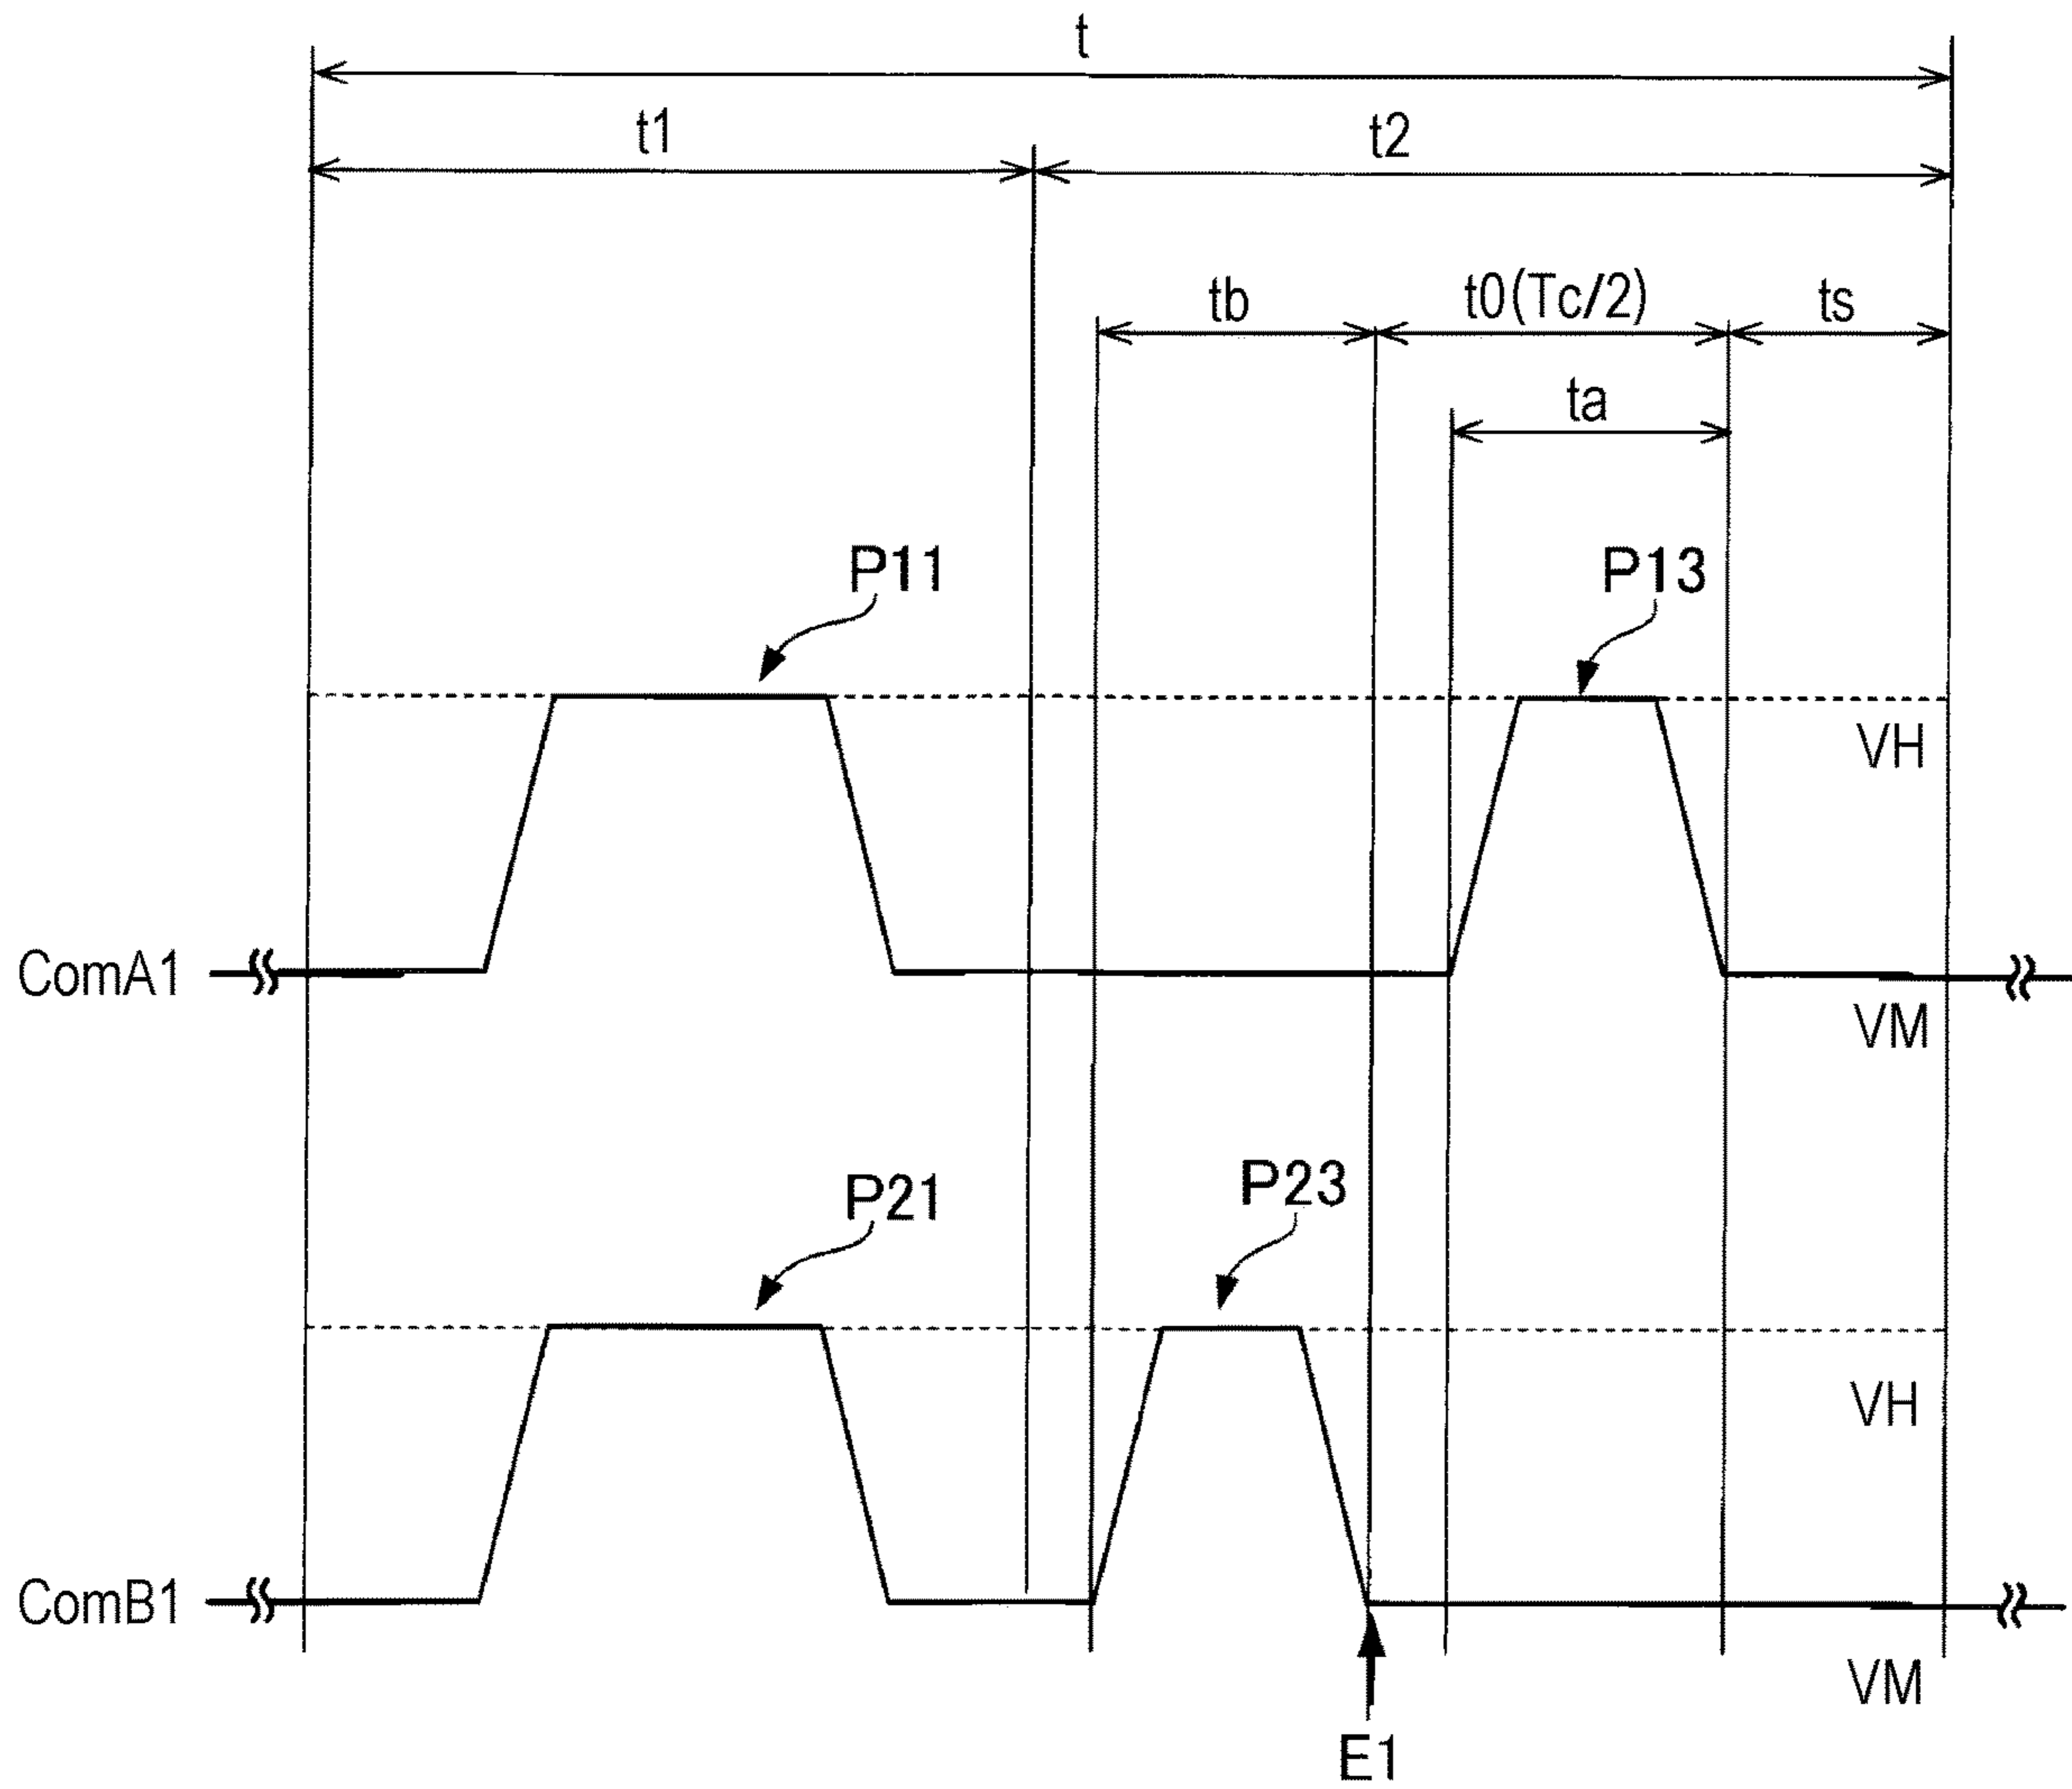 t
t1 t2
tb t0(Tc/2) ts
ta
P11 P13
VH
ComA1
VM
P21 P23
VH
ComB1
VM
E1